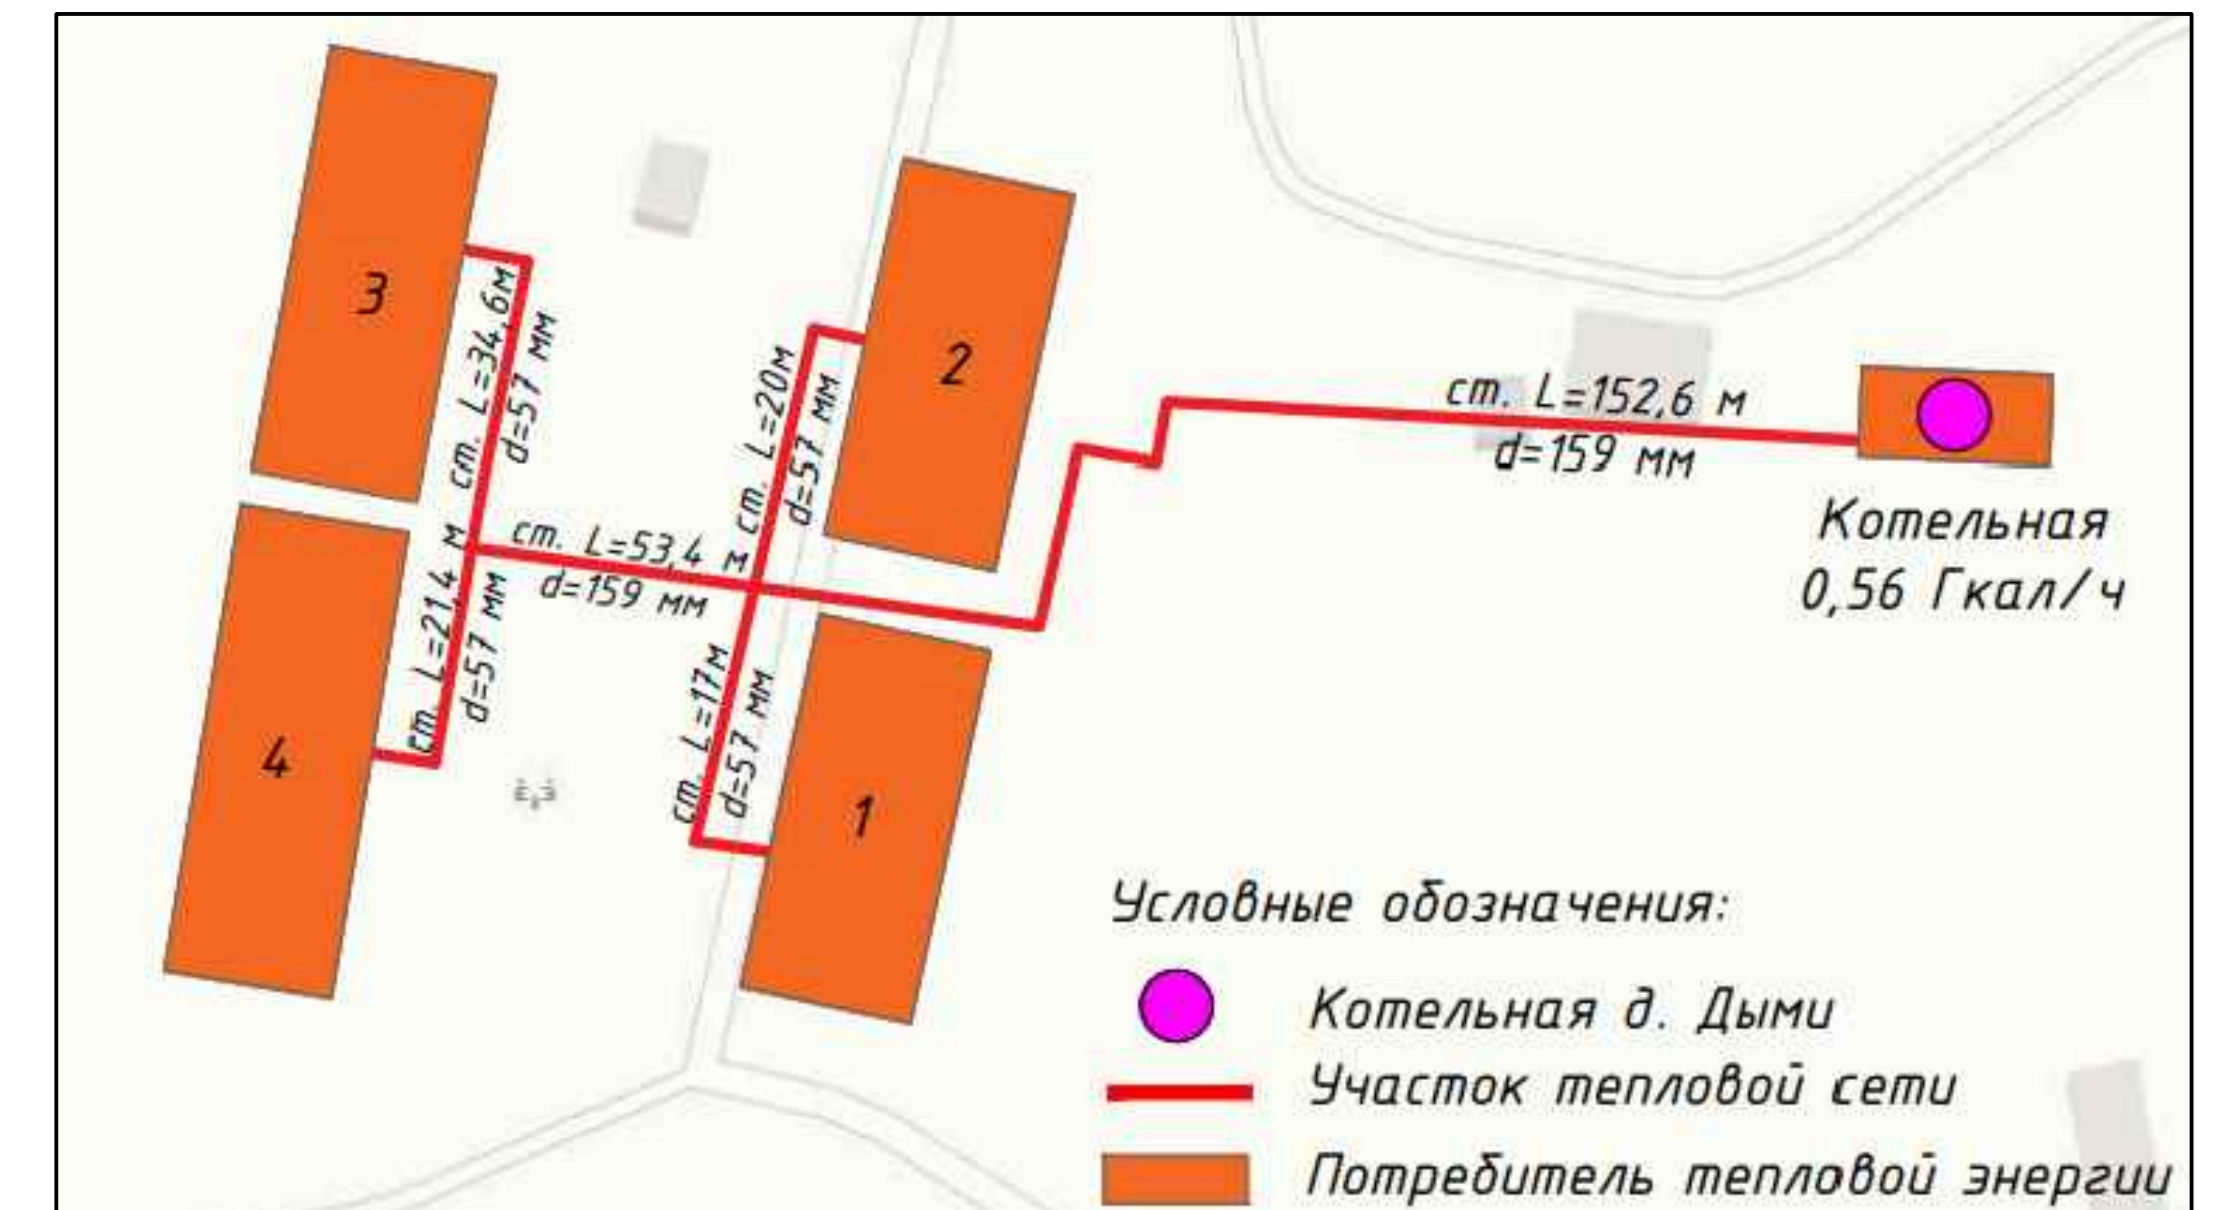 3
ст. L=34,6м
d=57 мм
2
ст. L=20м
d=57 мм
ст. L=152,6 м
d=159 мм
Котельная
0,56 Гкал/ч
ст. L=53,4 м
d=159 мм
4
ст. L=21,4 м
d=57 мм
ст. L=17м
d=57 мм
1
Условные обозначения:
Котельная д. Дыми
Участок тепловой сети
Потребитель тепловой энергии